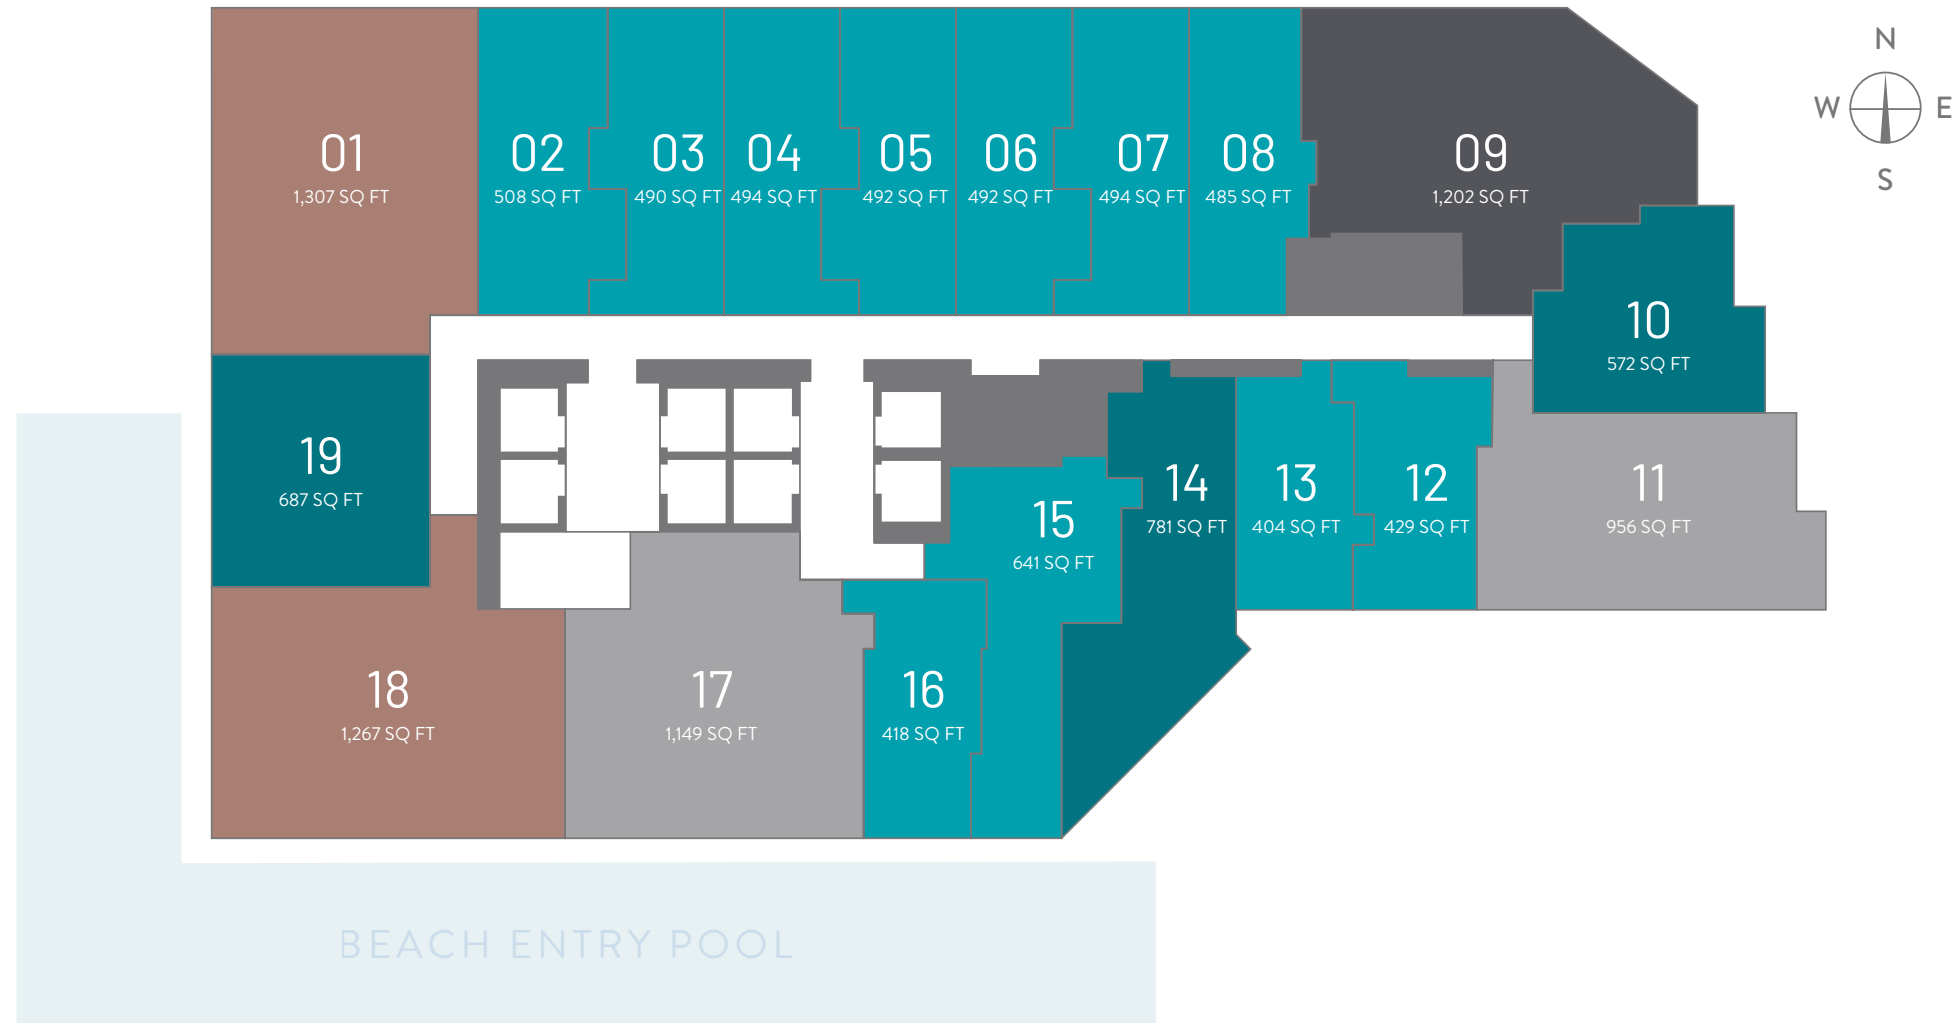 N
W E
S
01
1,307 SQ FT
02
508 SQ FT
03
490 SQ FT
04
494 SQ FT
05
492 SQ FT
06
492 SQ FT
07
494 SQ FT
08
485 SQ FT
09
1,202 SQ FT
10
572 SQ FT
19
687 SQ FT
15
641 SQ FT
14
781 SQ FT
13
404 SQ FT
12
429 SQ FT
11
956 SQ FT
18
1,267 SQ FT
17
1,149 SQ FT
16
418 SQ FT
BEACH ENTRY POOL